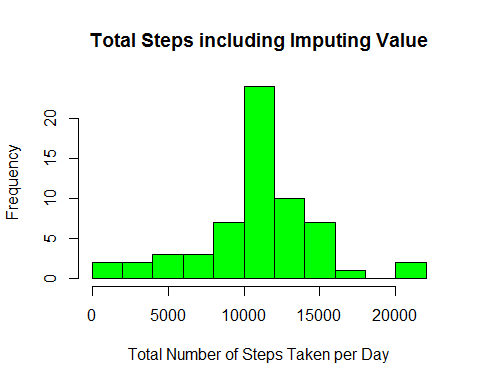 Total Steps including Imputing Value
Frequency
20
15
10
5
0
0 5000 10000 15000 20000
Total Number of Steps Taken per Day